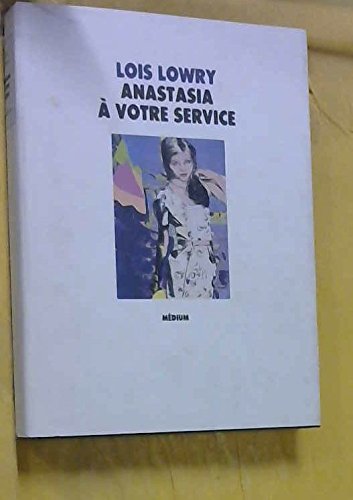 LOIS LOWRY
ANASTASIA
À VOTRE SERVICE
MÉDIUM